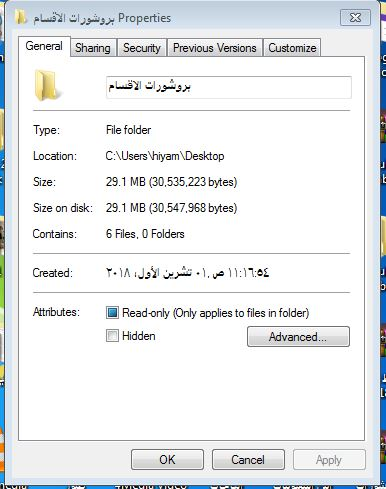 بروشورات الاقسام Properties
General Sharing Security Previous Versions Customize
بروشورات الاقسام
Type: File folder
Location: C:\Users\hiyam\Desktop
Size: 29.1 MB (30,535,223 bytes)
Size on disk: 29.1 MB (30,547,968 bytes)
Contains: 6 Files, 0 Folders
Created: ٠١ تشرين الأول، ٢٠١٨, ١١:١٦:٥٤ ص
Attributes: Read-only (Only applies to files in folder)
Hidden Advanced...
OK Cancel Apply